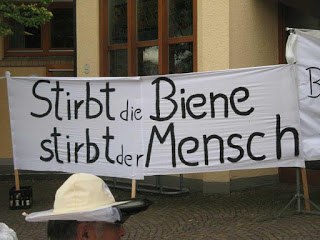 Stirbt die Biene
stirbt der Mensch
B